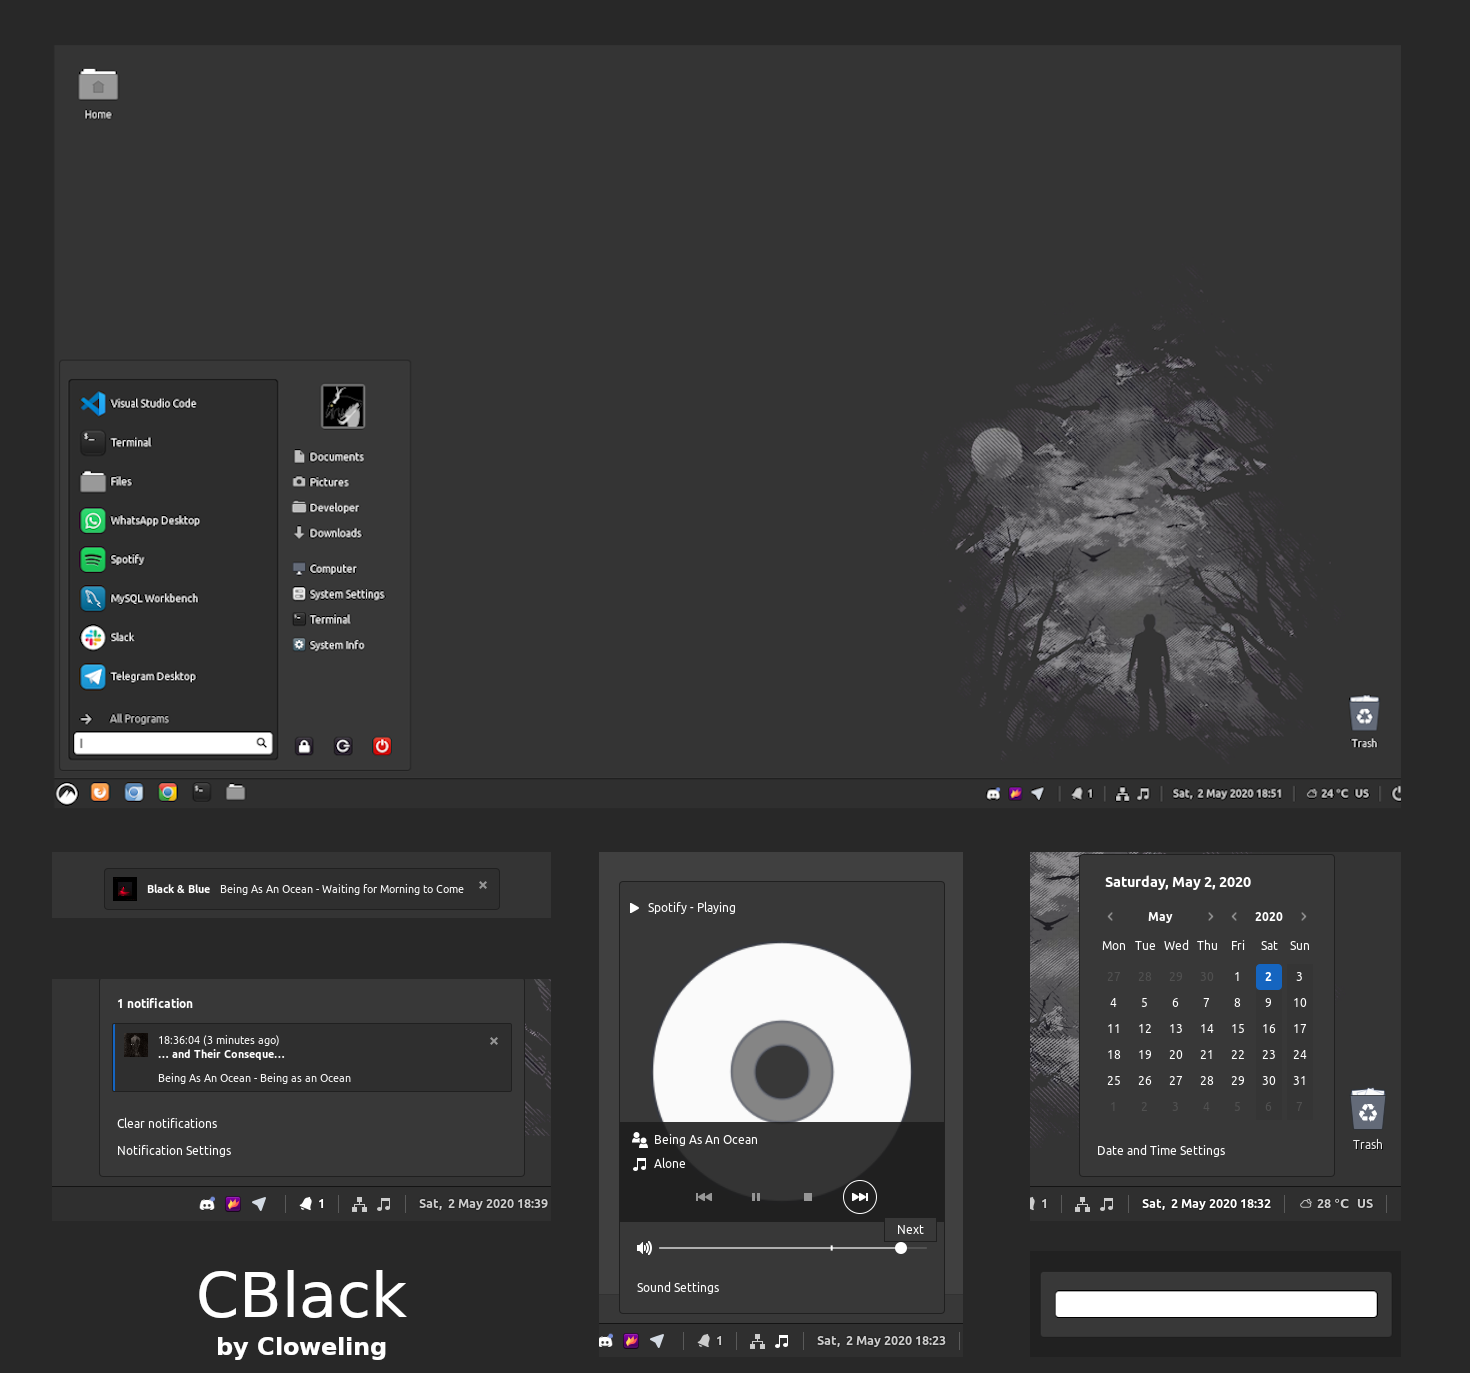 Home
Visual Studio Code
Terminal
Files
WhatsApp Desktop
Spotify
MySQL Workbench
Slack
Telegram Desktop
All Programs
Documents
Pictures
Developer
Downloads
Computer
System Settings
Terminal
System Info
Trash
1 Sat, 2 May 2020 18:51 24 °C US
Black & Blue Being As An Ocean - Waiting for Morning to Come
1 notification
18:36:04 (3 minutes ago)
... and Their Conseque...
Being As An Ocean - Being as an Ocean
Clear notifications
Notification Settings
1 Sat, 2 May 2020 18:39
CBlack
by Cloweling
Spotify - Playing
Being As An Ocean
Alone
Next
Sound Settings
1 Sat, 2 May 2020 18:23
Saturday, May 2, 2020
May 2020
Mon Tue Wed Thu Fri Sat Sun
27 28 29 30 1 2 3
4 5 6 7 8 9 10
11 12 13 14 15 16 17
18 19 20 21 22 23 24
25 26 27 28 29 30 31
1 2 3 4 5 6 7
Date and Time Settings
Trash
1 Sat, 2 May 2020 18:32 28 °C US